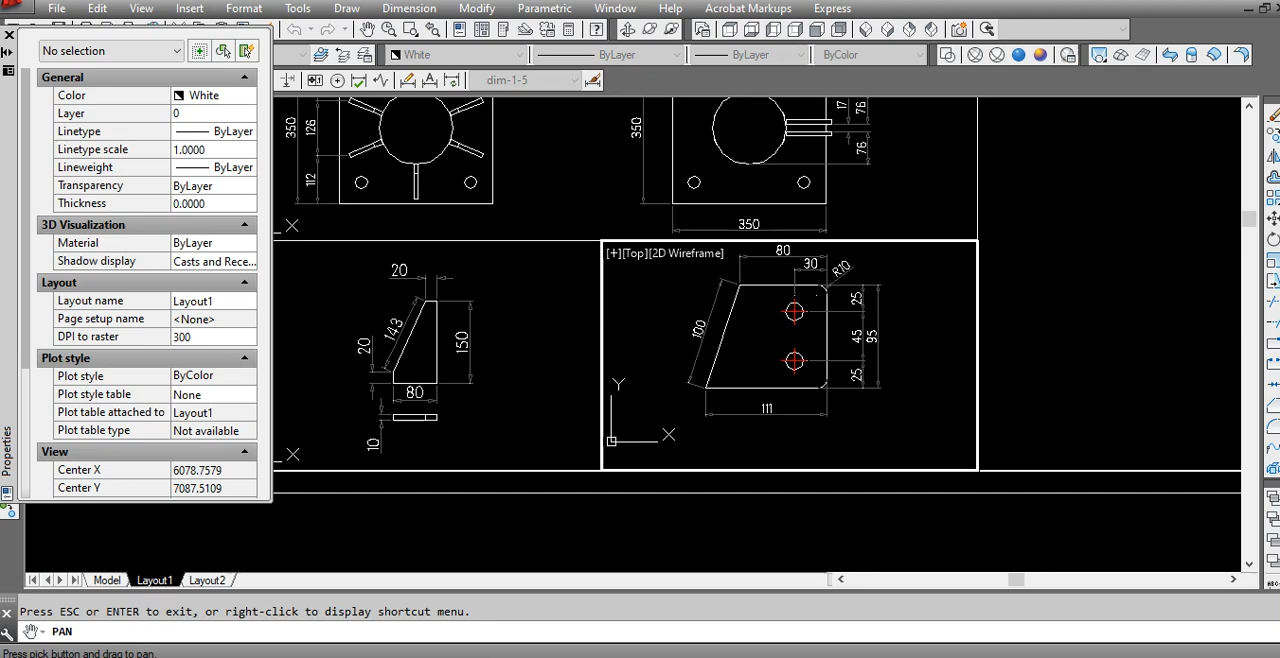 File Edit View Insert Format Tools Draw Dimension Modify Parametric Window Help Acrobat Markups Express
No selection
White ByLayer ByLayer ByColor
dim-1-5
General
Color White
Layer 0
Linetype ByLayer
Linetype scale 1.0000
Lineweight ByLayer
Transparency ByLayer
Thickness 0.0000
3D Visualization
Material ByLayer
Shadow display Casts and Rece...
Layout
Layout name Layout1
Page setup name <None>
DPI to raster 300
Plot style
Plot style ByColor
Plot style table None
Plot table attached to Layout1
Plot table type Not available
View
Center X 6078.7579
Center Y 7087.5109
Properties
350
126
112
X
350
17
76
76
350
20
143
20
150
80
10
X
[+][Top][2D Wireframe]
80
30
R10
100
25
45
95
25
111
Y
X
Model Layout1 Layout2
Press ESC or ENTER to exit, or right-click to display shortcut menu.
PAN
Press pick button and drag to pan.